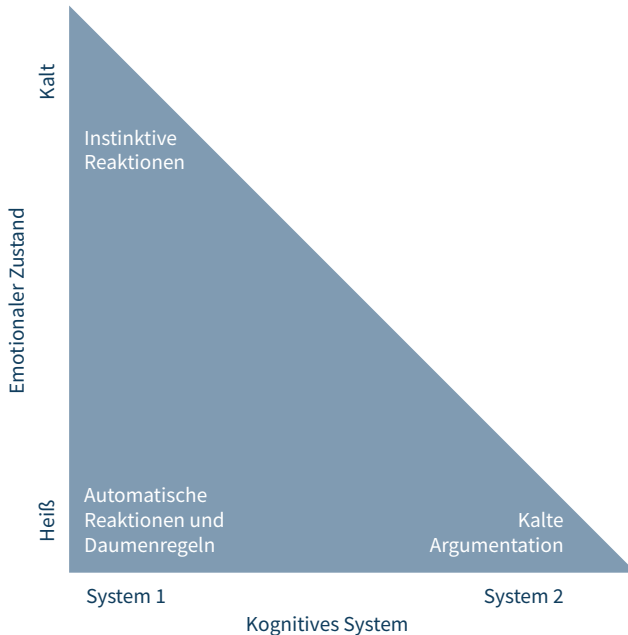 Kalt
Instinktive
Reaktionen
Emotionaler Zustand
Heiß
Automatische
Reaktionen und
Daumenregeln
Kalte
Argumentation
System 1
System 2
Kognitives System